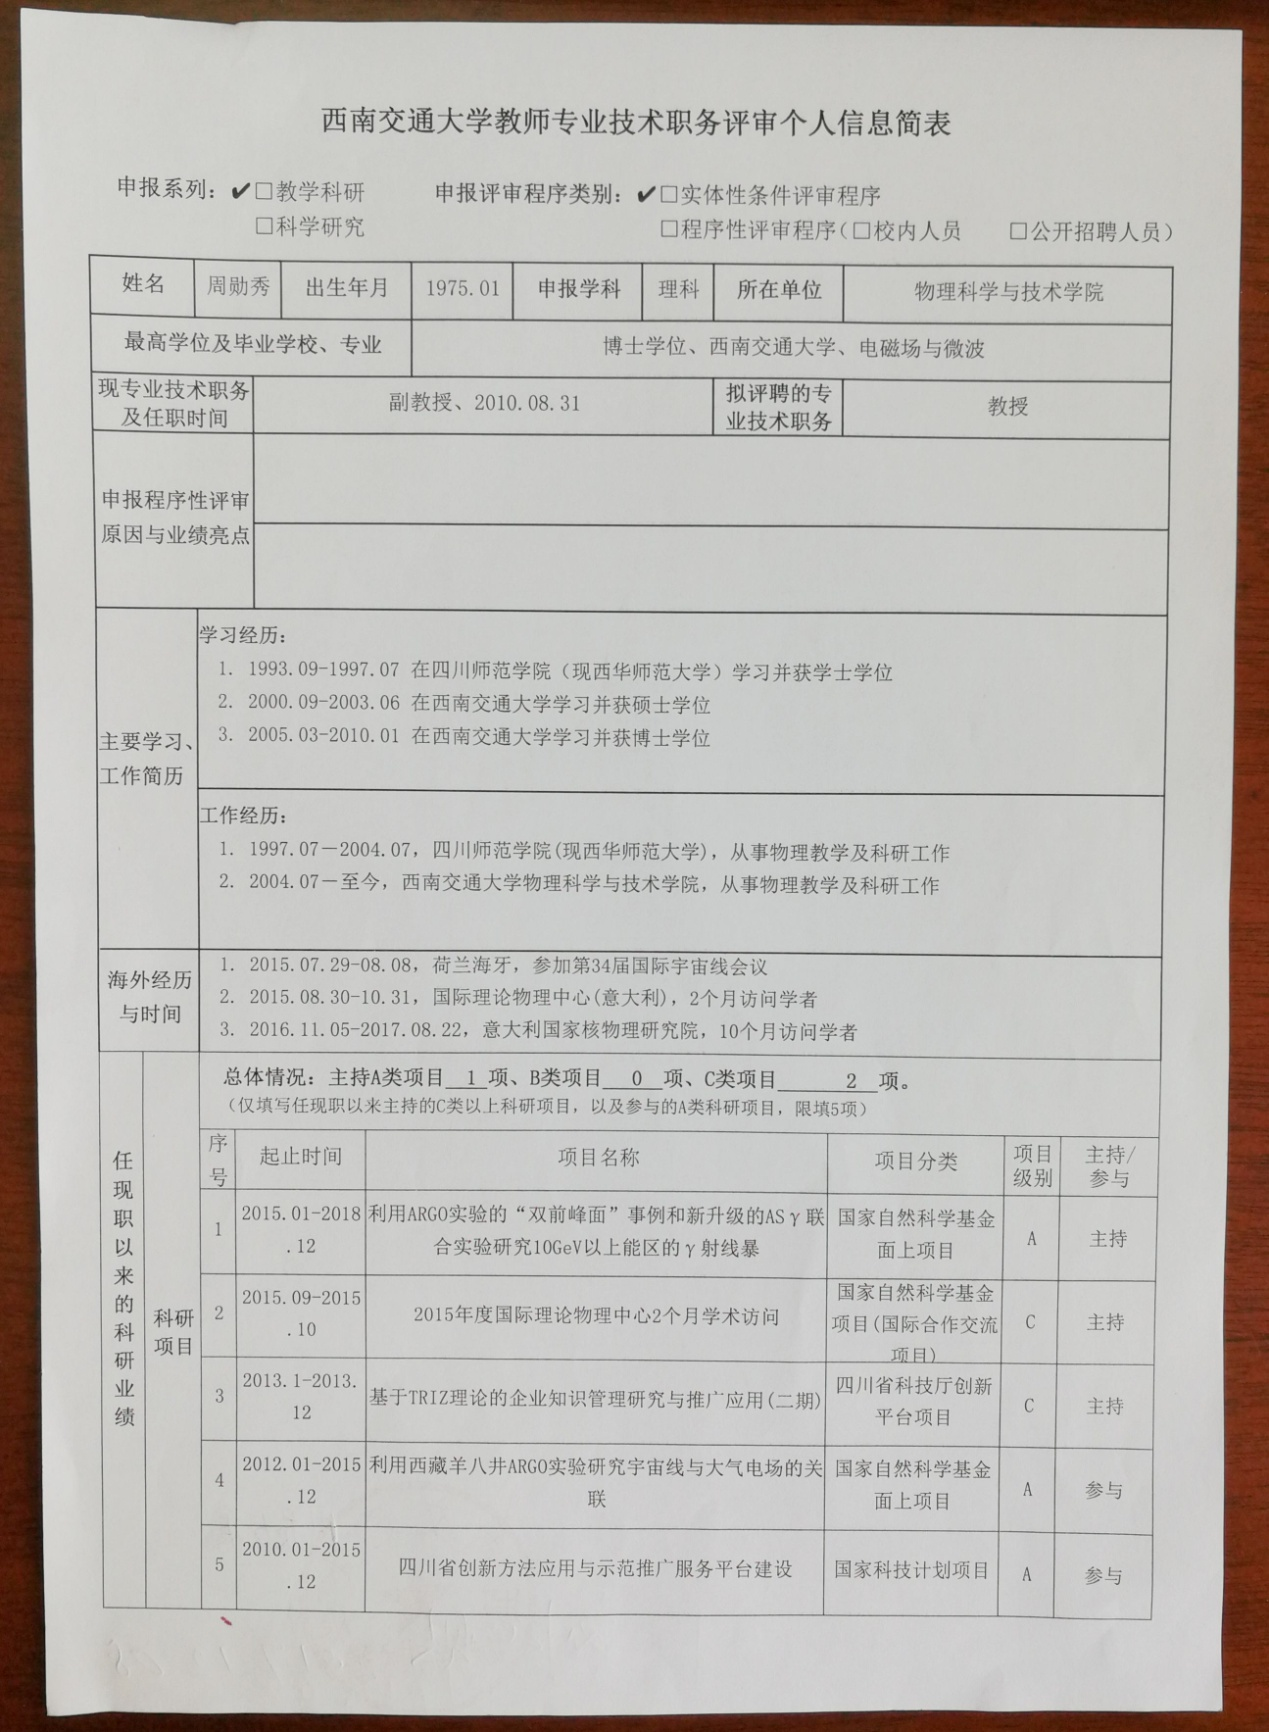 西南交通大学教师专业技术职务评审个人信息简表
申报系列：✔□教学科研 申报评审程序类别：✔□实体性条件评审程序
□科学研究 □程序性评审程序(□校内人员 □公开招聘人员)
姓名 周勋秀 出生年月 1975.01 申报学科 理科 所在单位 物理科学与技术学院
最高学位及毕业学校、专业 博士学位、西南交通大学、电磁场与微波
现专业技术职务
及任职时间
副教授、2010.08.31
拟评聘的专
业技术职务
教授
申报程序性评审
原因与业绩亮点
主要学习、
工作简历
学习经历：
1. 1993.09-1997.07 在四川师范学院（现西华师范大学）学习并获学士学位
2. 2000.09-2003.06 在西南交通大学学习并获硕士学位
3. 2005.03-2010.01 在西南交通大学学习并获博士学位
工作经历：
1. 1997.07－2004.07，四川师范学院(现西华师范大学)，从事物理教学及科研工作
2. 2004.07－至今，西南交通大学物理科学与技术学院，从事物理教学及科研工作
海外经历
与时间
1. 2015.07.29-08.08，荷兰海牙，参加第34届国际宇宙线会议
2. 2015.08.30-10.31，国际理论物理中心(意大利)，2个月访问学者
3. 2016.11.05-2017.08.22，意大利国家核物理研究院，10个月访问学者
任现职以来的科研业绩
科研
项目
总体情况：主持A类项目 1 项、B类项目 0 项、C类项目 2 项。
（仅填写任现职以来主持的C类以上科研项目，以及参与的A类科研项目，限填5项）
序
号
起止时间
项目名称
项目分类
项目
级别
主持/
参与
1
2015.01-2018
.12
利用ARGO实验的“双前峰面”事例和新升级的ASγ联
合实验研究10GeV以上能区的γ射线暴
国家自然科学基金
面上项目
A
主持
2
2015.09-2015
.10
2015年度国际理论物理中心2个月学术访问
国家自然科学基金
项目(国际合作交流
项目)
C
主持
3
2013.1-2013.
12
基于TRIZ理论的企业知识管理研究与推广应用(二期)
四川省科技厅创新
平台项目
C
主持
4
2012.01-2015
.12
利用西藏羊八井ARGO实验研究宇宙线与大气电场的关
联
国家自然科学基金
面上项目
A
参与
5
2010.01-2015
.12
四川省创新方法应用与示范推广服务平台建设
国家科技计划项目
A
参与